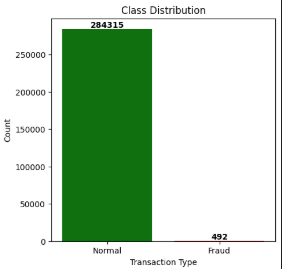 Class Distribution
284315
250000
200000
150000
100000
50000
0
492
Count
Normal
Fraud
Transaction Type